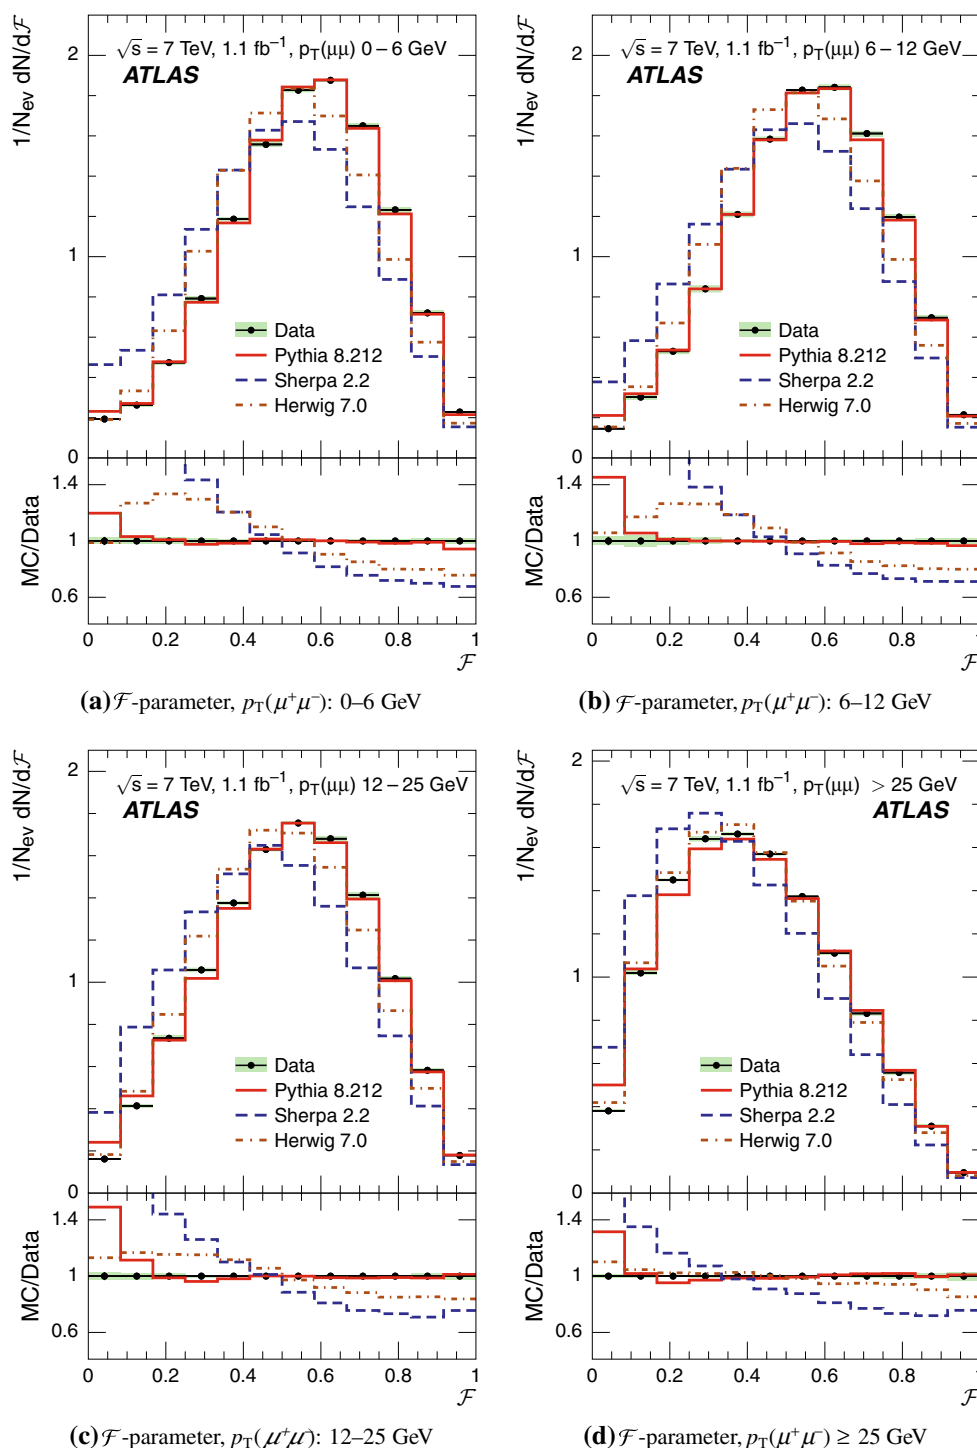 √s = 7 TeV, 1.1 fb⁻¹, p_T(μμ) 0 – 6 GeV
ATLAS
1/N_ev dN/dℱ
2
1
0
Data
Pythia 8.212
Sherpa 2.2
Herwig 7.0
MC/Data
1.4
1
0.6
0 0.2 0.4 0.6 0.8 1
ℱ
(a) ℱ-parameter, p_T(μ⁺μ⁻): 0–6 GeV
√s = 7 TeV, 1.1 fb⁻¹, p_T(μμ) 6 – 12 GeV
ATLAS
1/N_ev dN/dℱ
2
1
0
Data
Pythia 8.212
Sherpa 2.2
Herwig 7.0
MC/Data
1.4
1
0.6
0 0.2 0.4 0.6 0.8 1
ℱ
(b) ℱ-parameter, p_T(μ⁺μ⁻): 6–12 GeV
√s = 7 TeV, 1.1 fb⁻¹, p_T(μμ) 12 – 25 GeV
ATLAS
1/N_ev dN/dℱ
2
1
0
Data
Pythia 8.212
Sherpa 2.2
Herwig 7.0
MC/Data
1.4
1
0.6
0 0.2 0.4 0.6 0.8 1
ℱ
(c) ℱ-parameter, p_T(μ⁺μ⁻): 12–25 GeV
√s = 7 TeV, 1.1 fb⁻¹, p_T(μμ) > 25 GeV
ATLAS
1/N_ev dN/dℱ
2
1
0
Data
Pythia 8.212
Sherpa 2.2
Herwig 7.0
MC/Data
1.4
1
0.6
0 0.2 0.4 0.6 0.8 1
ℱ
(d) ℱ-parameter, p_T(μ⁺μ⁻) ≥ 25 GeV